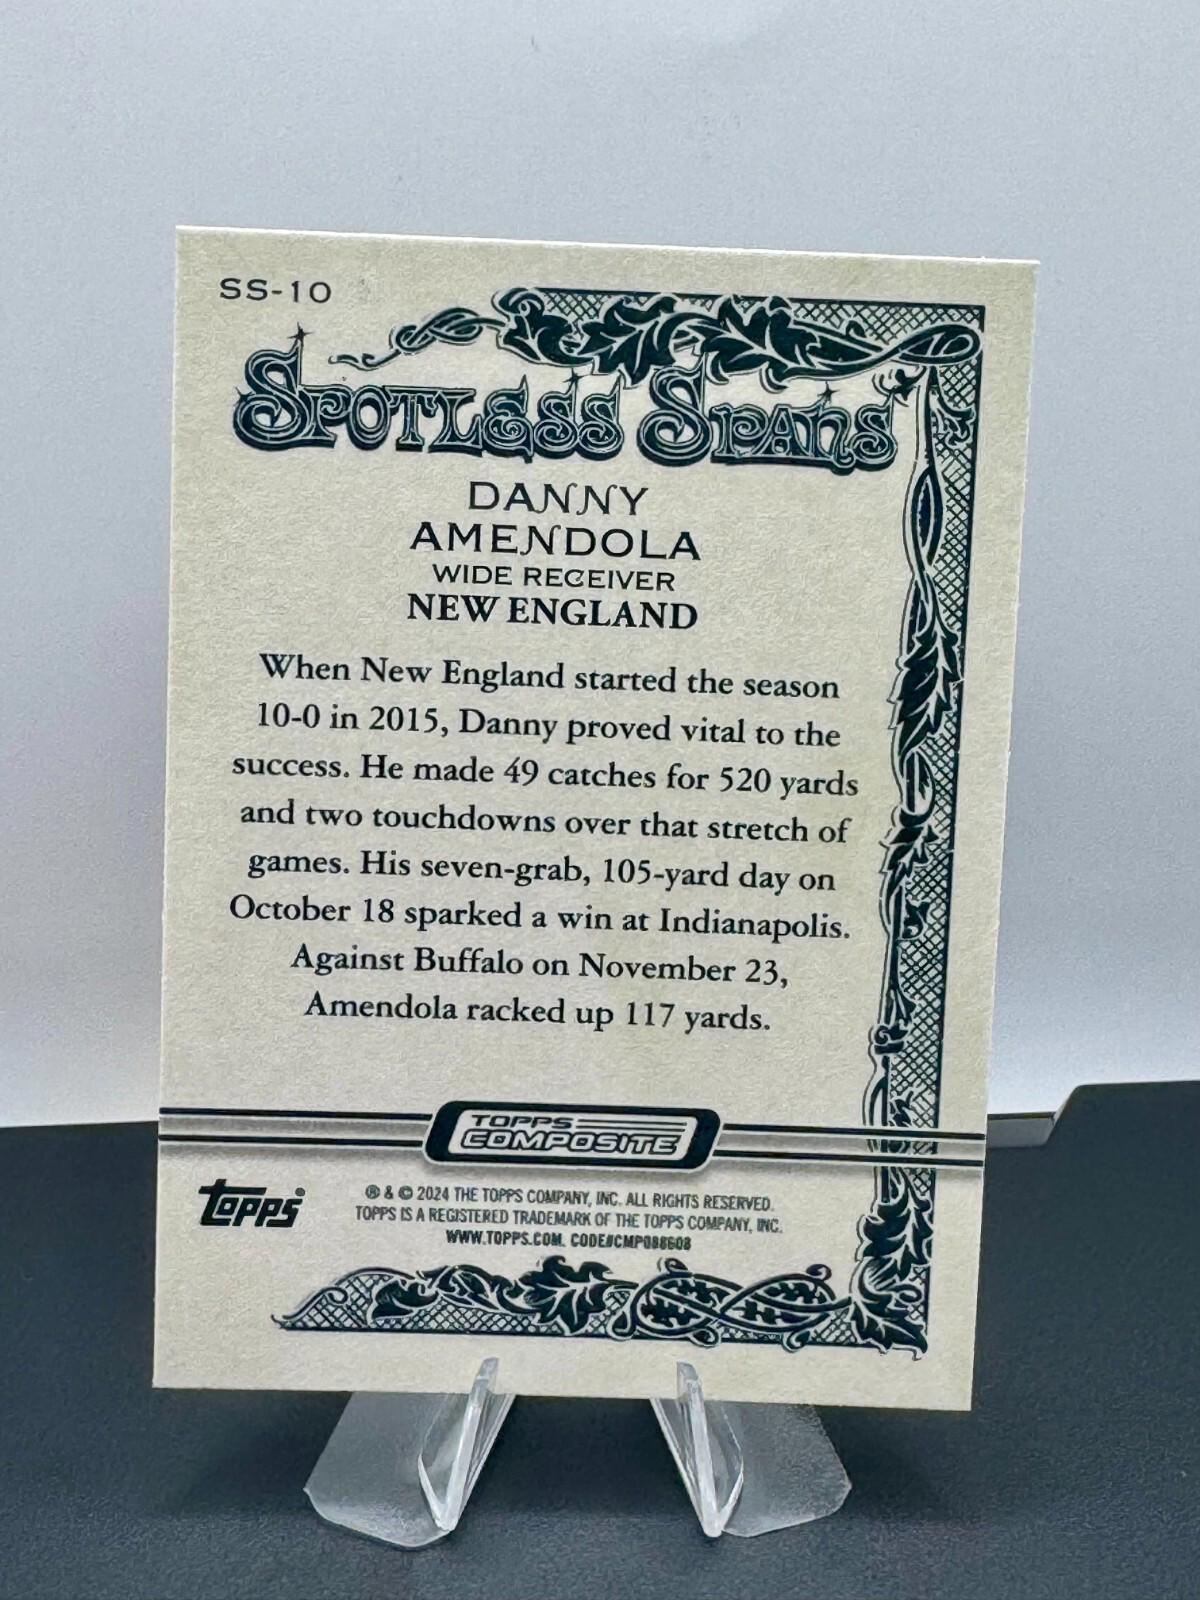 SS-10
SPOTLESS SPANS
DANNY
AMENDOLA
WIDE RECEIVER
NEW ENGLAND
When New England started the season
10-0 in 2015, Danny proved vital to the
success. He made 49 catches for 520 yards
and two touchdowns over that stretch of
games. His seven-grab, 105-yard day on
October 18 sparked a win at Indianapolis.
Against Buffalo on November 23,
Amendola racked up 117 yards.
TOPPS
COMPOSITE
topps
® & © 2024 THE TOPPS COMPANY, INC. ALL RIGHTS RESERVED.
TOPPS IS A REGISTERED TRADEMARK OF THE TOPPS COMPANY, INC.
WWW.TOPPS.COM. CODE#CMP088608